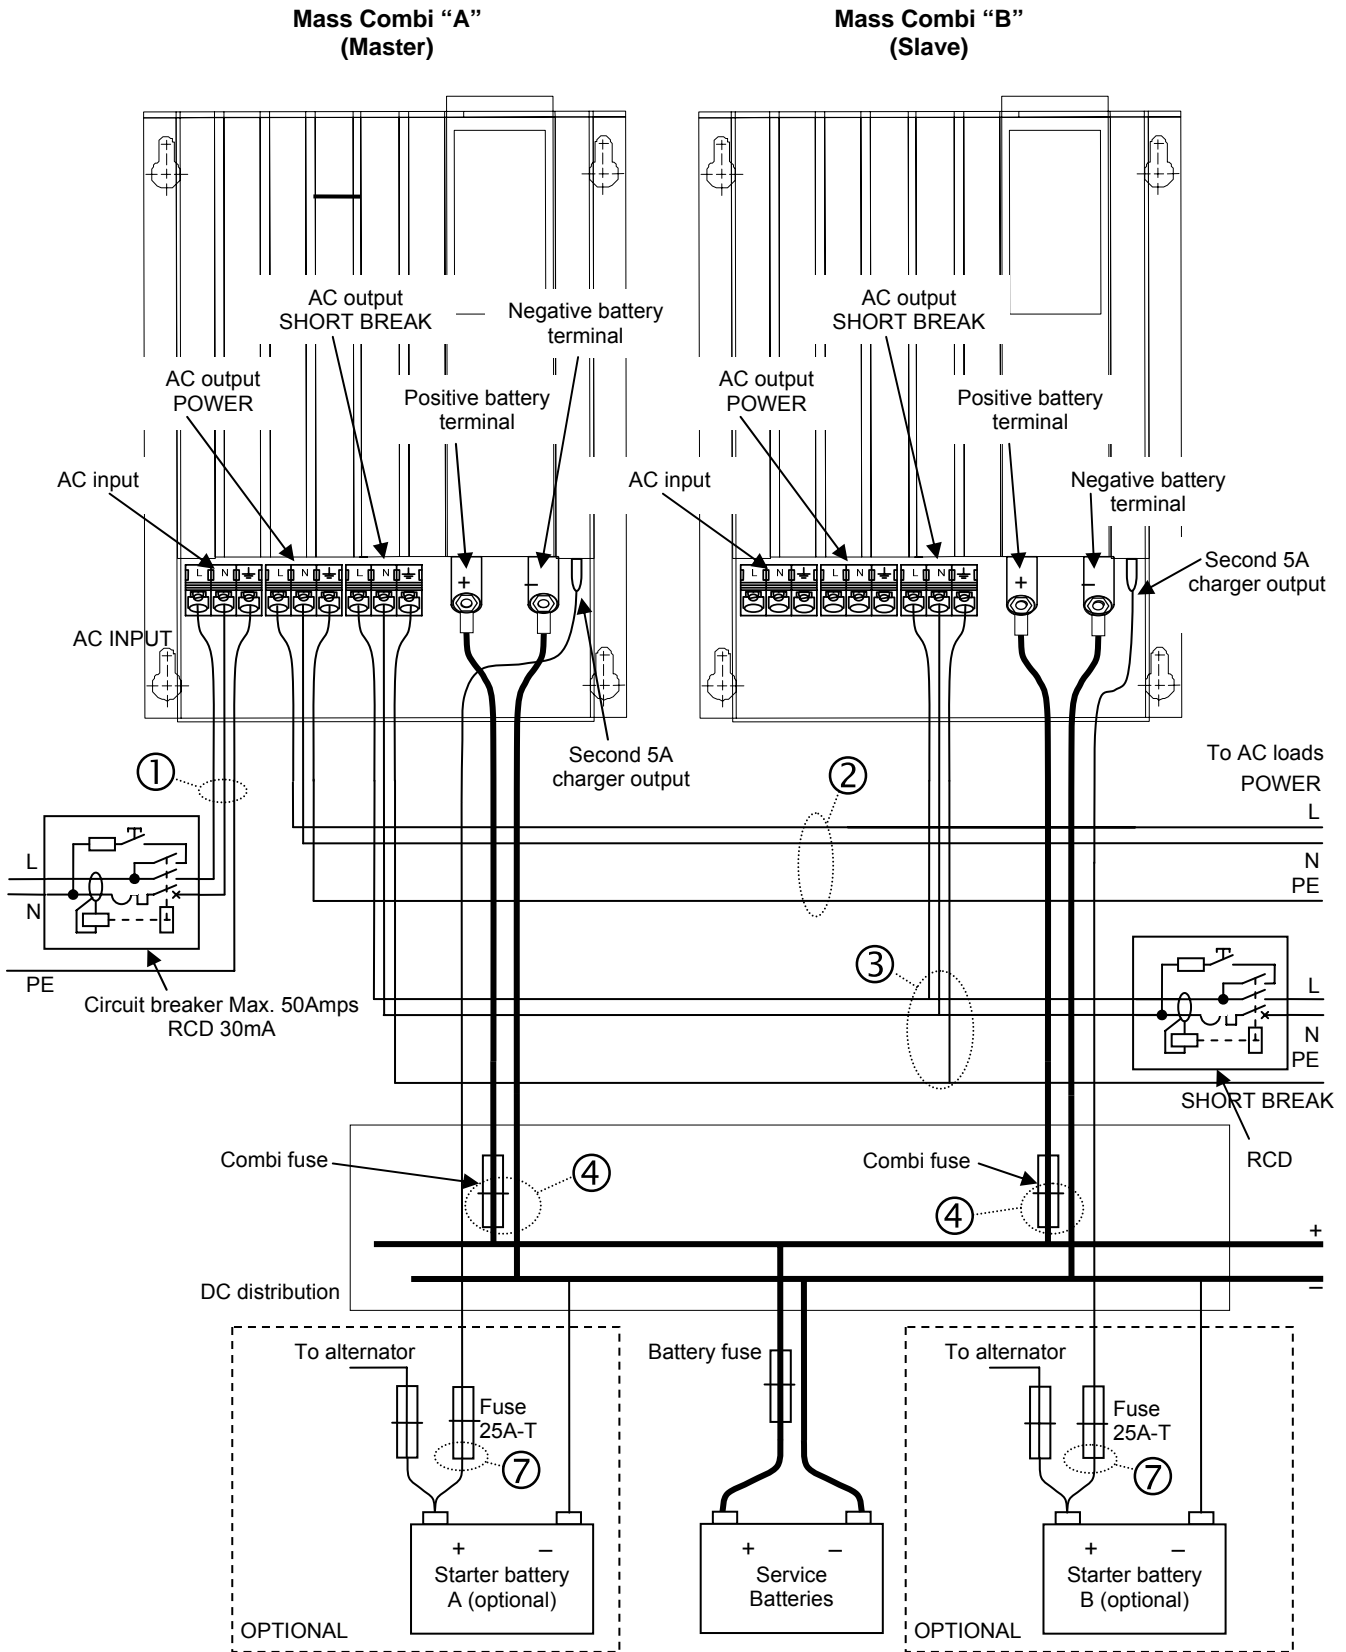 Mass Combi “A”
(Master)
Mass Combi “B”
(Slave)
AC output
SHORT BREAK
Negative battery
terminal
AC output
POWER
Positive battery
terminal
AC input
AC output
SHORT BREAK
AC output
POWER
Positive battery
terminal
AC input
Negative battery
terminal
Second 5A
charger output
L N
L N
L N
+
–
L N
L N
L N
+
–
AC INPUT
Second 5A
charger output
①
②
To AC loads
POWER
L
N
PE
L
N
PE
Circuit breaker Max. 50Amps
RCD 30mA
③
L
N
PE
SHORT BREAK
RCD
Combi fuse
④
Combi fuse
④
+
–
DC distribution
To alternator
Fuse
25A-T
⑦
+ –
Starter battery
A (optional)
OPTIONAL
Battery fuse
+ –
Service
Batteries
To alternator
Fuse
25A-T
⑦
+ –
Starter battery
B (optional)
OPTIONAL